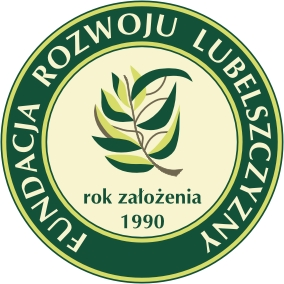 FUNDACJA ROZWOJU LUBELSZCZYZNY
rok założenia
1990